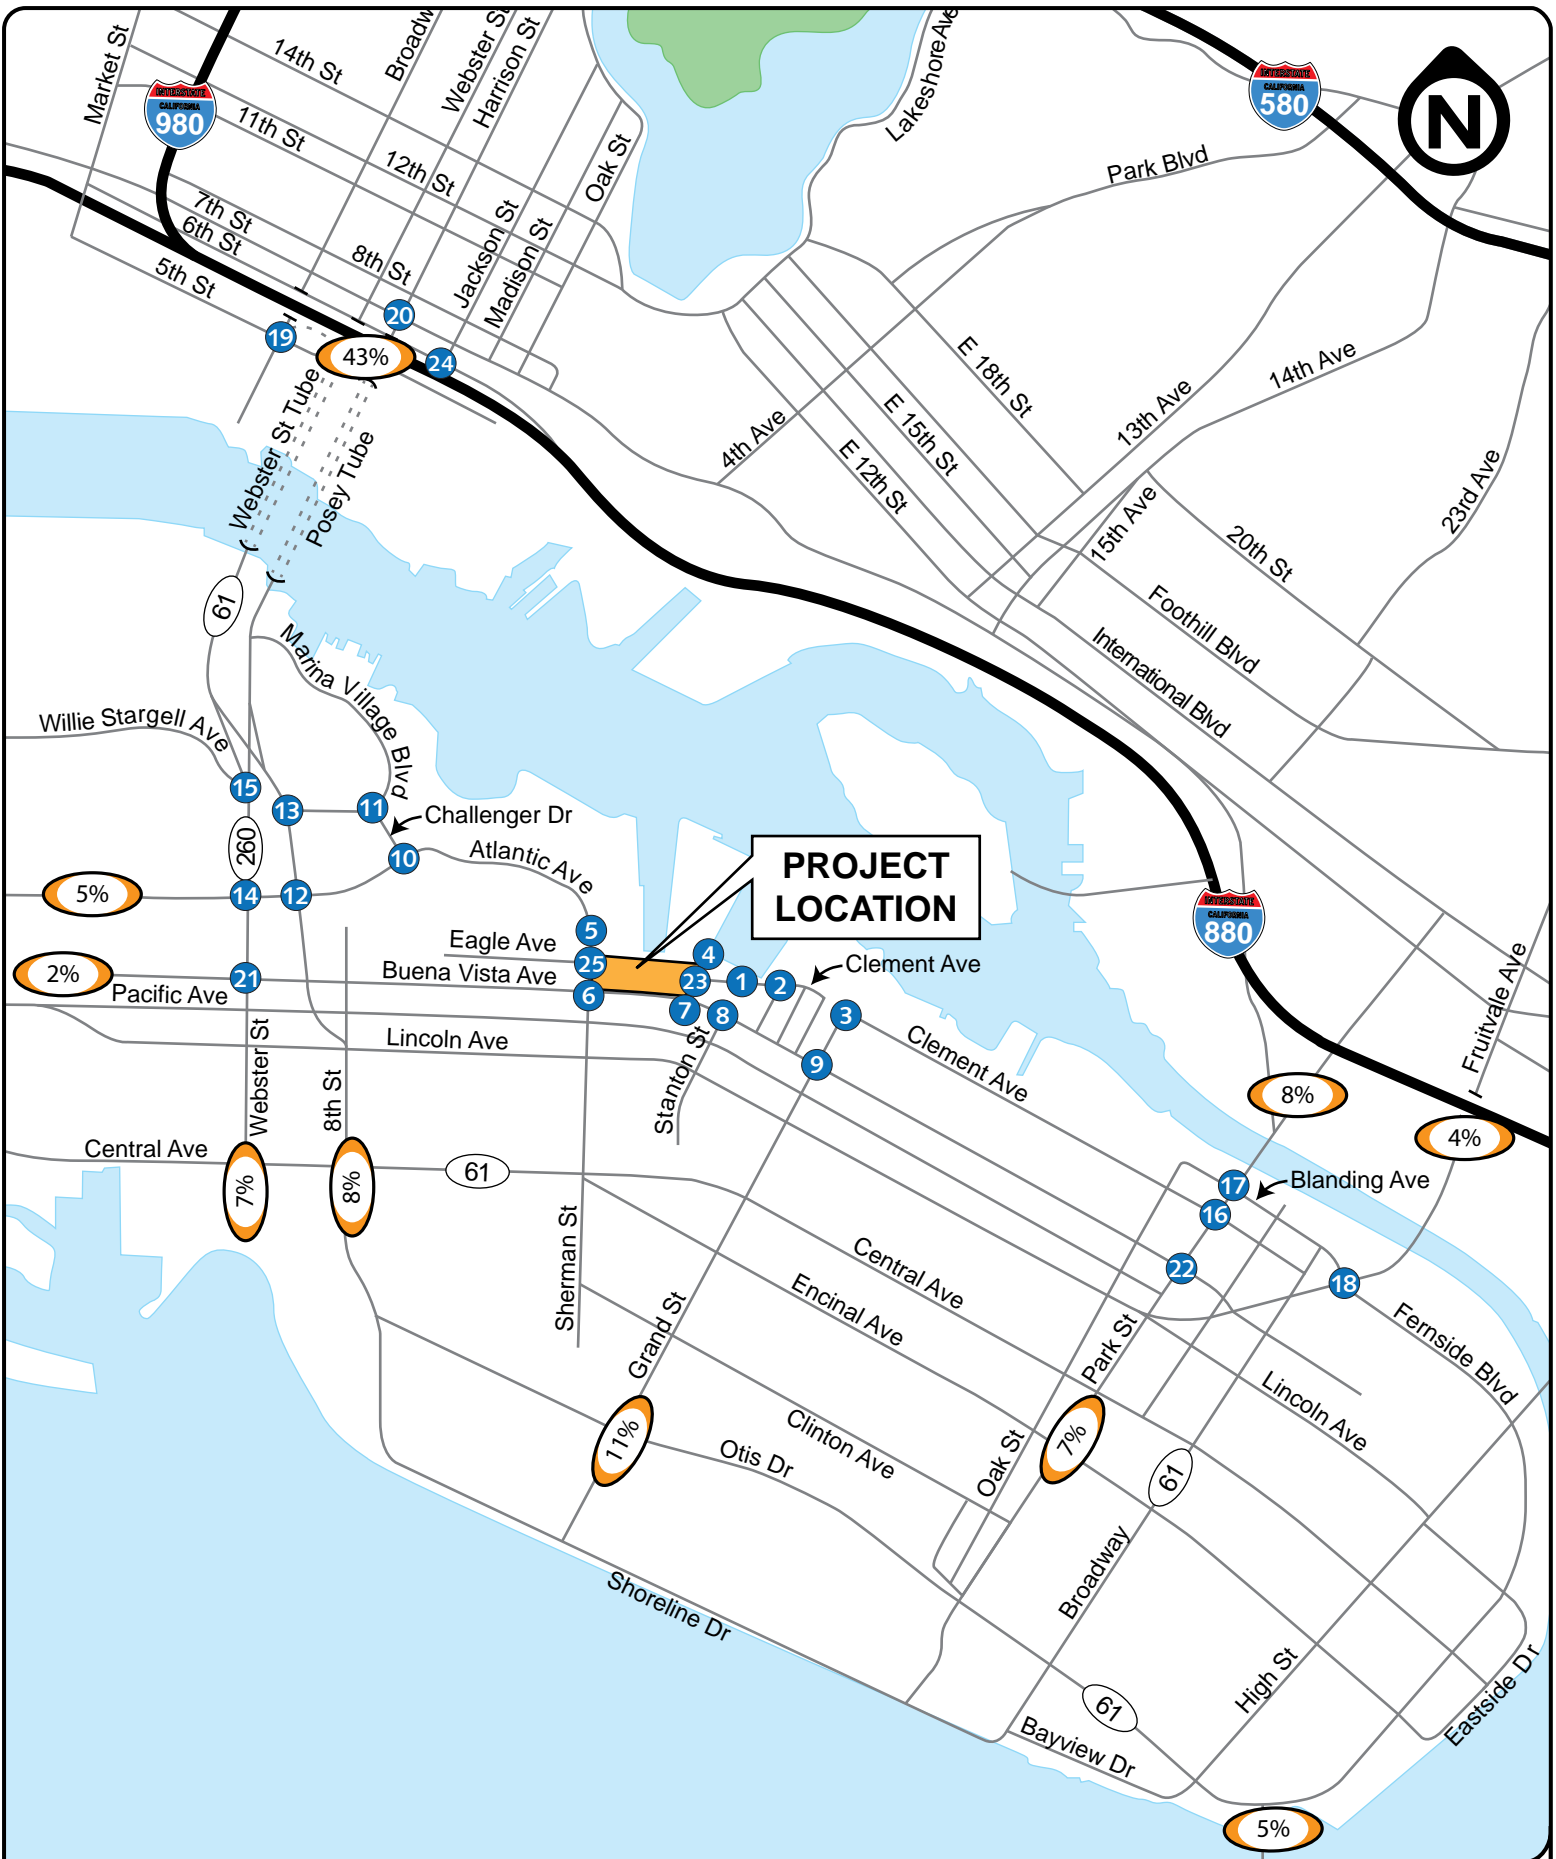 Market St
14th St
Broadw
Webster St
Harrison St
Lakeshore Ave
INTERSTATE
CALIFORNIA
980
INTERSTATE
CALIFORNIA
580
N
11th St
12th St
Oak St
Park Blvd
7th St
6th St
8th St
5th St
Jackson St
Madison St
20
19
43%
24
E 18th St
14th Ave
13th Ave
E 15th St
4th Ave
E 12th St
Webster St Tube
Posey Tube
15th Ave
20th St
23rd Ave
Foothill Blvd
International Blvd
61
Marina Village Blvd
Willie Stargell Ave
15
13
11
Challenger Dr
260
10
Atlantic Ave
PROJECT
LOCATION
5%
14
12
5
INTERSTATE
CALIFORNIA
880
Eagle Ave
25
4
Clement Ave
2%
21
Buena Vista Ave
23
1
2
Pacific Ave
6
7
8
3
Fruitvale Ave
Lincoln Ave
Webster St
8th St
Stanton St
9
Clement Ave
8%
4%
Central Ave
61
7%
8%
17
Blanding Ave
16
22
18
Sherman St
Central Ave
Encinal Ave
Grand St
Park St
Fernside Blvd
Lincoln Ave
11%
Clinton Ave
Otis Dr
Oak St
7%
61
Broadway
Shoreline Dr
61
High St
Eastside Dr
Bayview Dr
5%